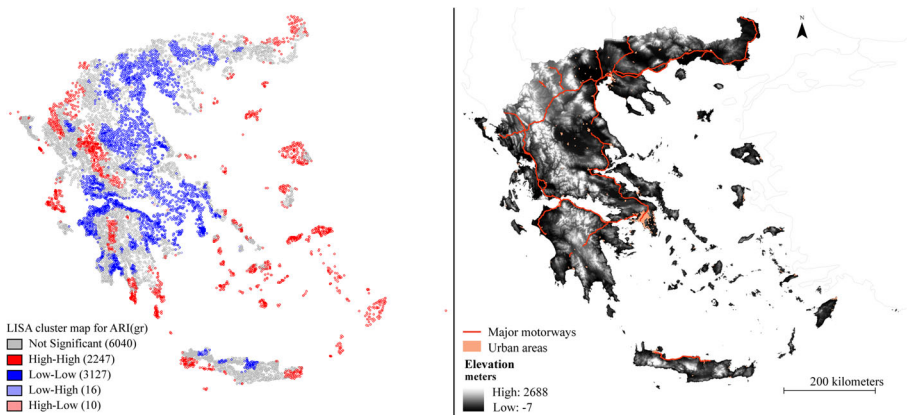 LISA cluster map for ARI(gr)
Not Significant (6040)
High-High (2247)
Low-Low (3127)
Low-High (16)
High-Low (10)
N
Major motorways
Urban areas
Elevation
meters
High: 2688
Low: -7
200 kilometers